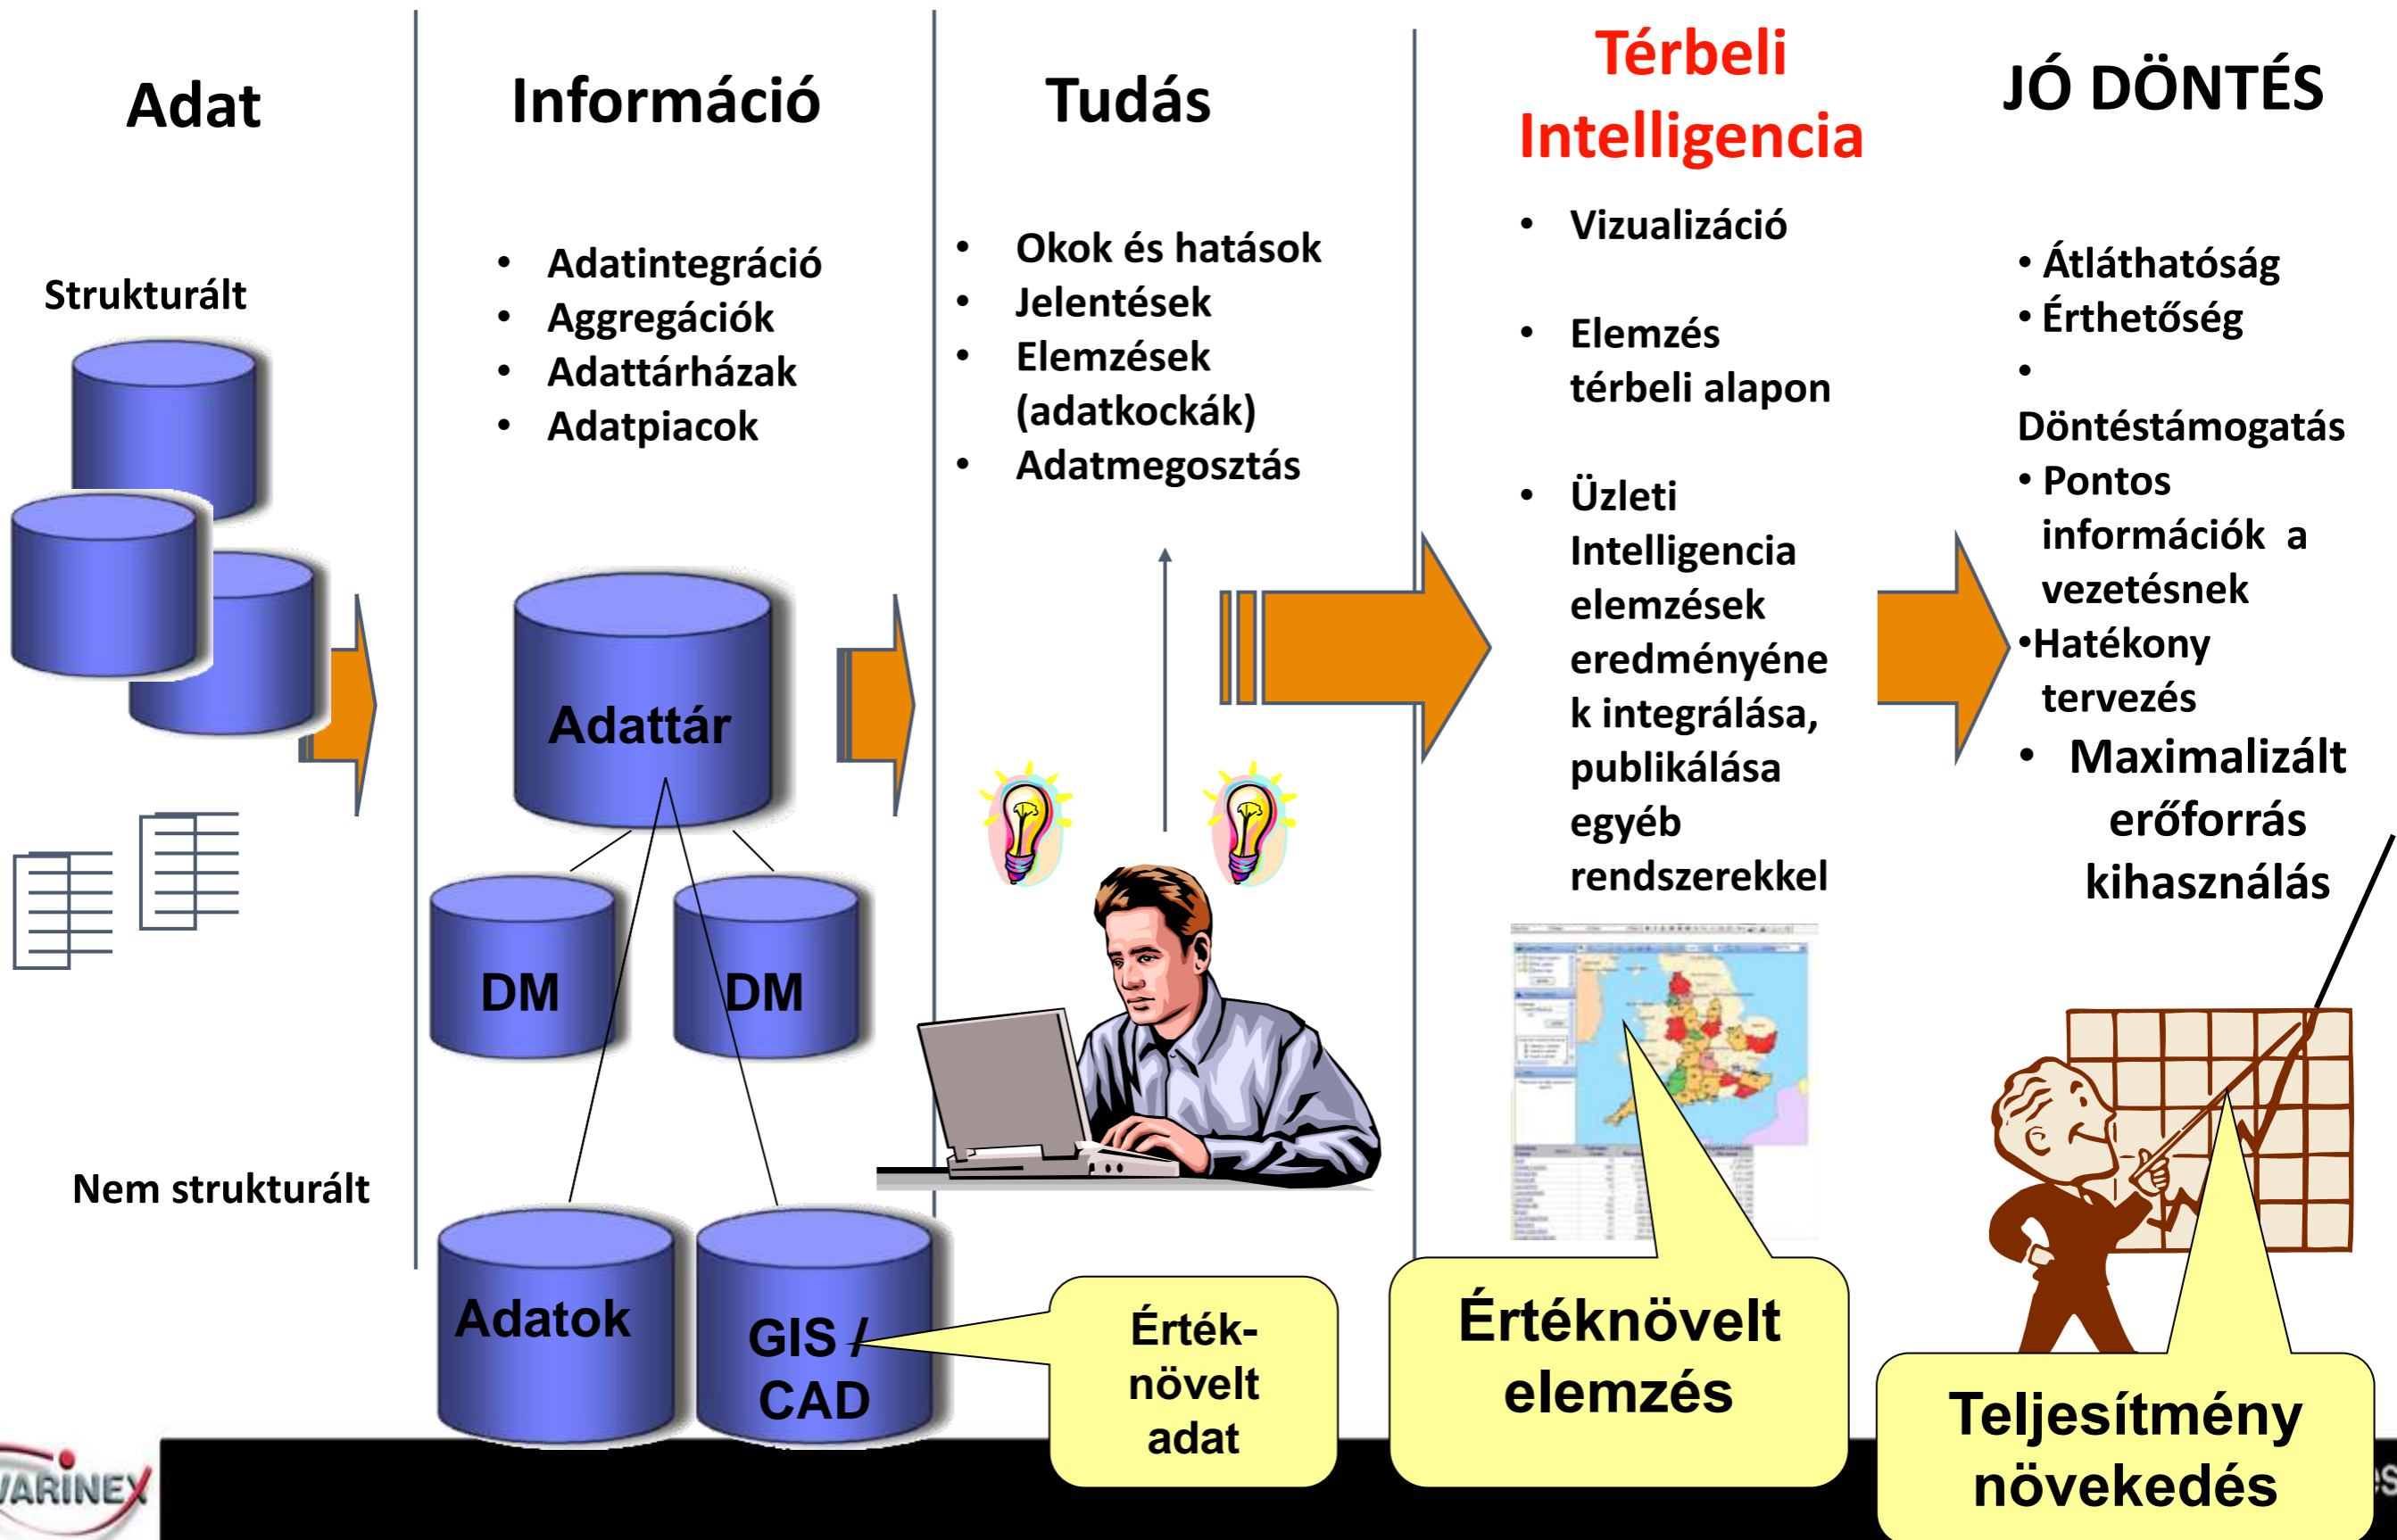 Adat
Strukturált
Nem strukturált
Információ
• Adatintegráció
• Aggregációk
• Adattárházak
• Adatpiacok
Adattár
DM
DM
Adatok
GIS /
CAD
Tudás
• Okok és hatások
• Jelentések
• Elemzések
(adatkockák)
• Adatmegosztás
Érték-
növelt
adat
Térbeli
Intelligencia
• Vizualizáció
• Elemzés
térbeli alapon
• Üzleti
Intelligencia
elemzések
eredményéne
k integrálása,
publikálása
egyéb
rendszerekkel
Értéknövelt
elemzés
JÓ DÖNTÉS
• Átláthatóság
• Érthetőség
•
Döntéstámogatás
• Pontos
információk a
vezetésnek
•Hatékony
tervezés
• Maximalizált
erőforrás
kihasználás
Teljesítmény
növekedés
VARINEX